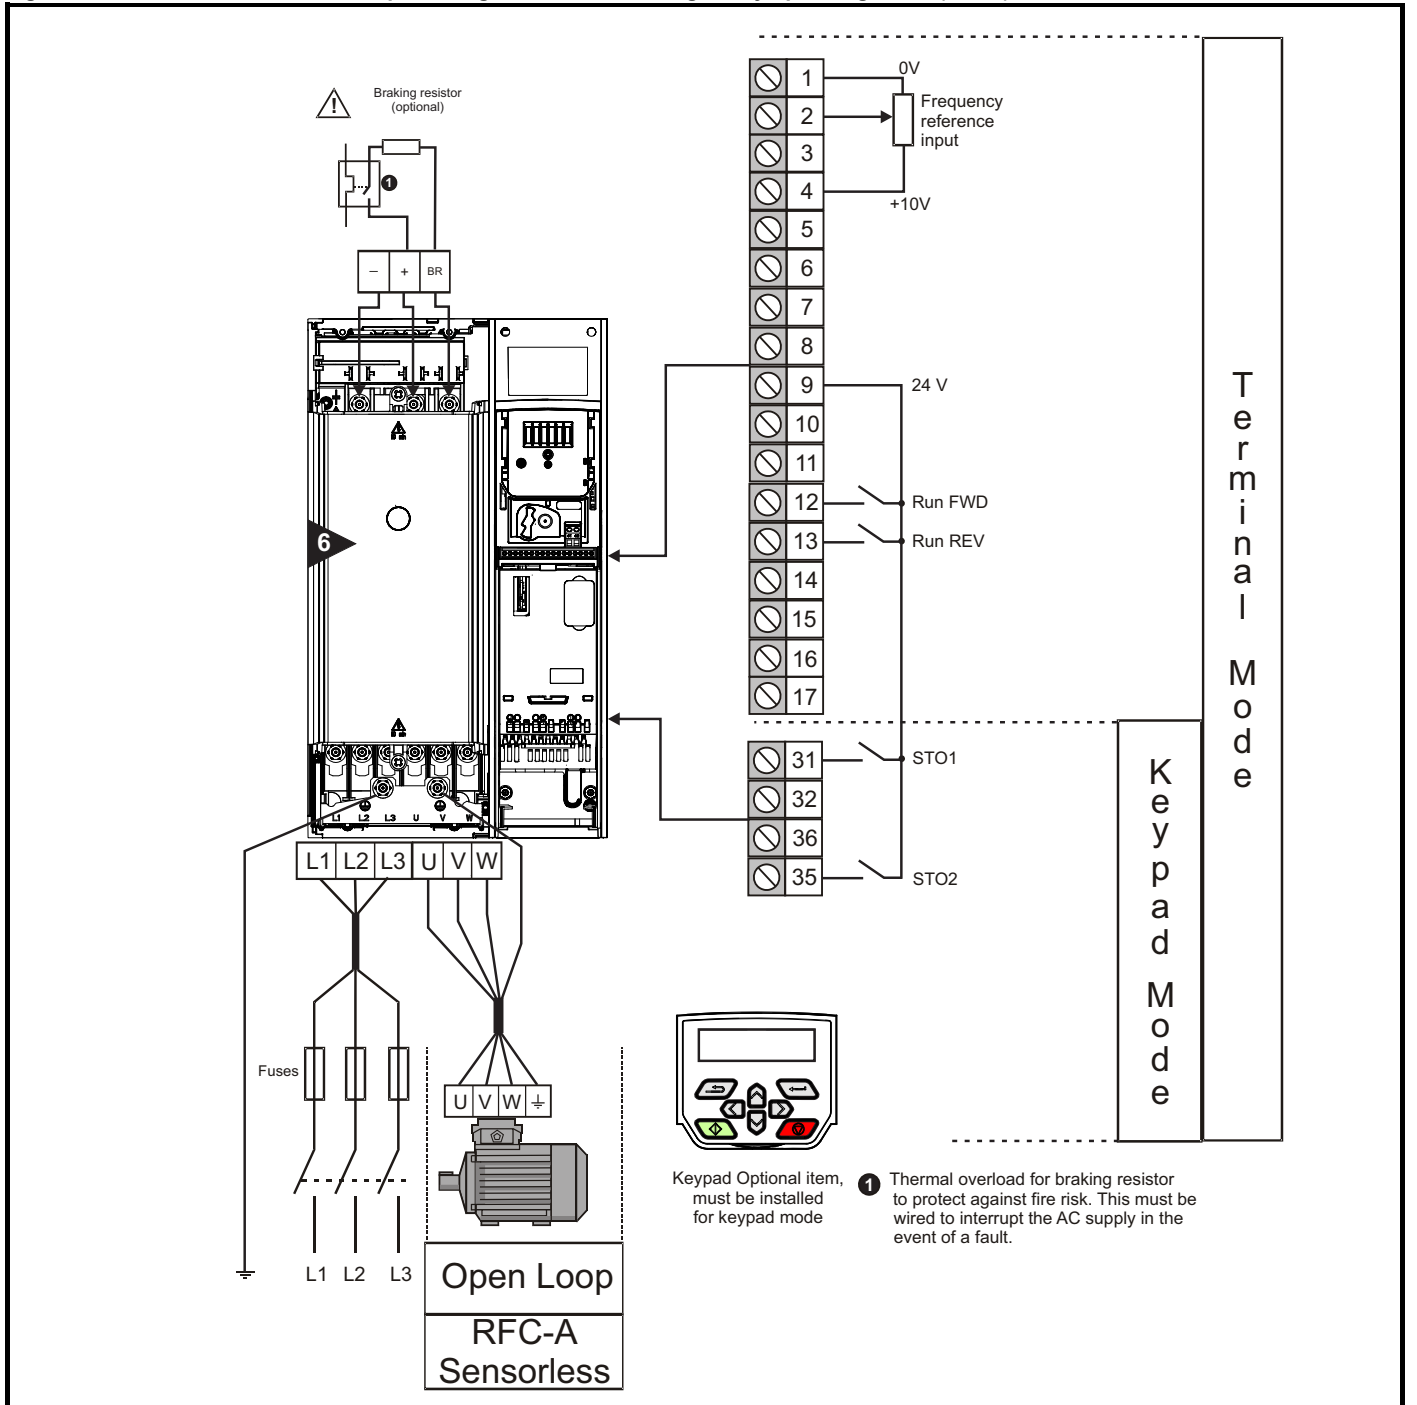 Braking resistor
(optional)
1
– + BR
1 0V
2 Frequency
reference
input
3
4 +10V
5
6
7
8
9 24 V
10
11
12 Run FWD
13 Run REV
14
15
16
17
31 STO1
32
36
35 STO2
Terminal Mode
Keypad Mode
6
L1 L2 L3 U V W
L1 L2 L3 U V W
Fuses
U V W
L1 L2 L3
Open Loop
RFC-A
Sensorless
Keypad Optional item,
must be installed
for keypad mode
1 Thermal overload for braking resistor
to protect against fire risk. This must be
wired to interrupt the AC supply in the
event of a fault.